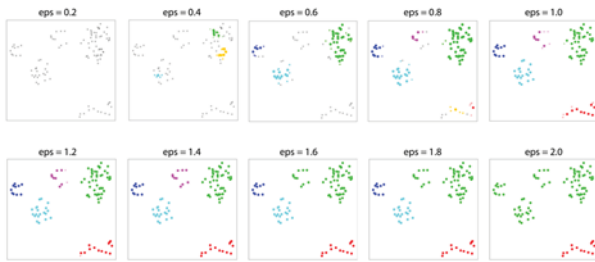 eps = 0.2
eps = 0.4
eps = 0.6
eps = 0.8
eps = 1.0
eps = 1.2
eps = 1.4
eps = 1.6
eps = 1.8
eps = 2.0